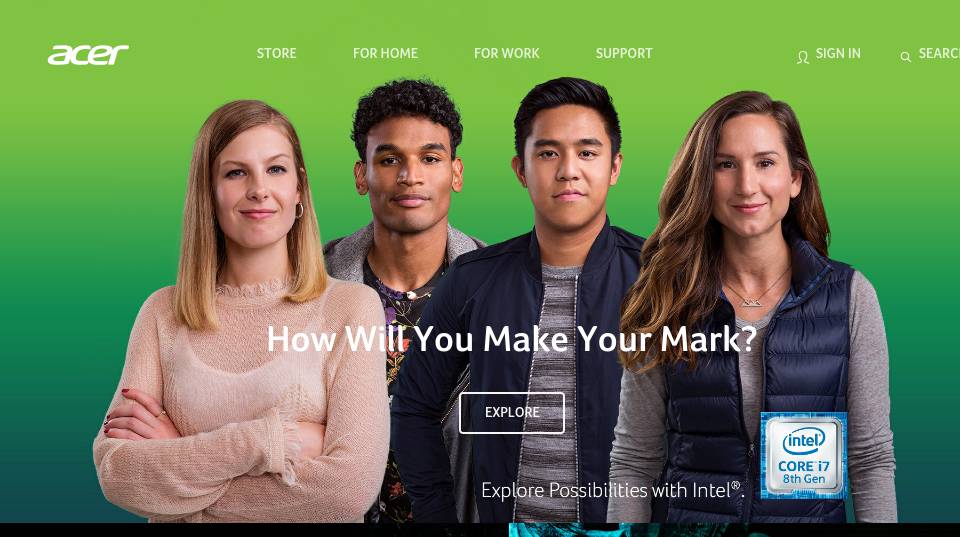 acer
STORE
FOR HOME
FOR WORK
SUPPORT
SIGN IN
SEARC
How Will You Make Your Mark?
EXPLORE
intel
CORE i7
8th Gen
Explore Possibilities with Intel®.